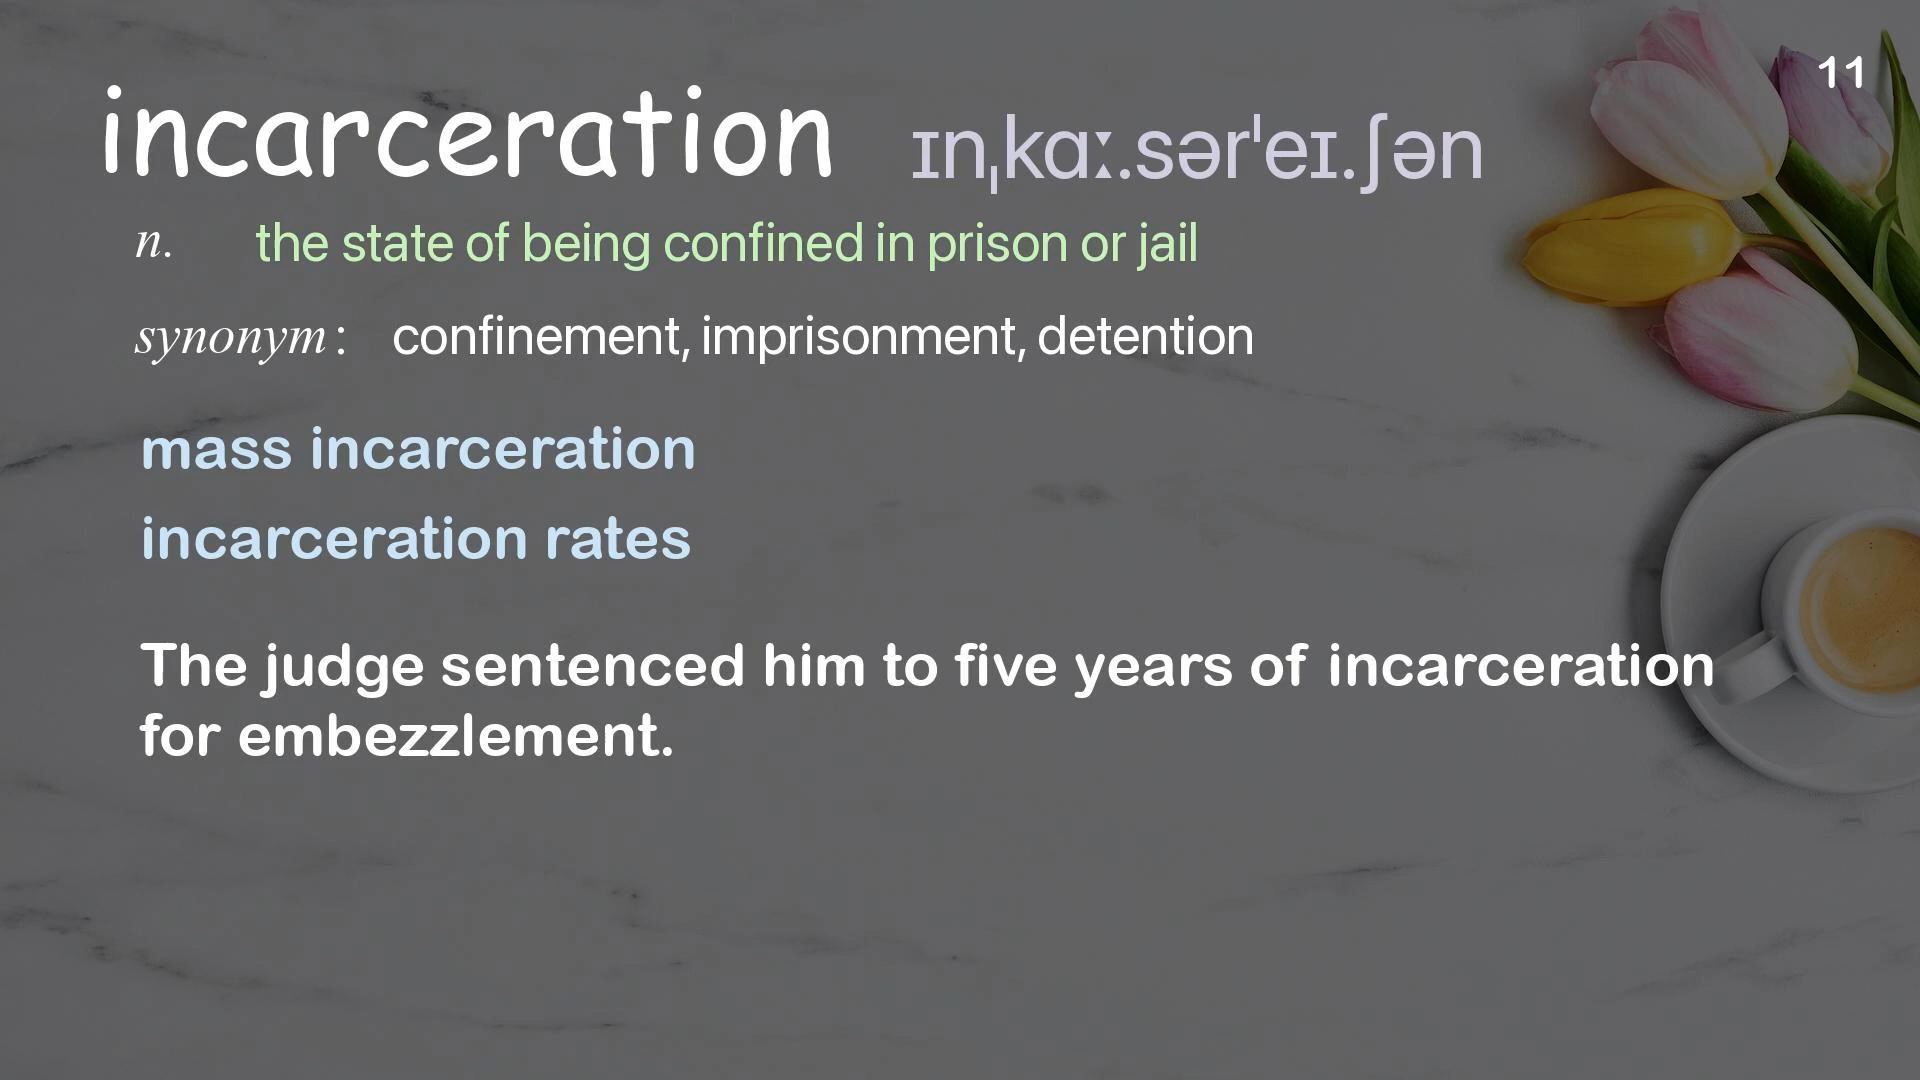 11
incarceration ɪnˌkɑː.sərˈeɪ.ʃən
n. the state of being confined in prison or jail
synonym : confinement, imprisonment, detention
mass incarceration
incarceration rates
The judge sentenced him to five years of incarceration
for embezzlement.